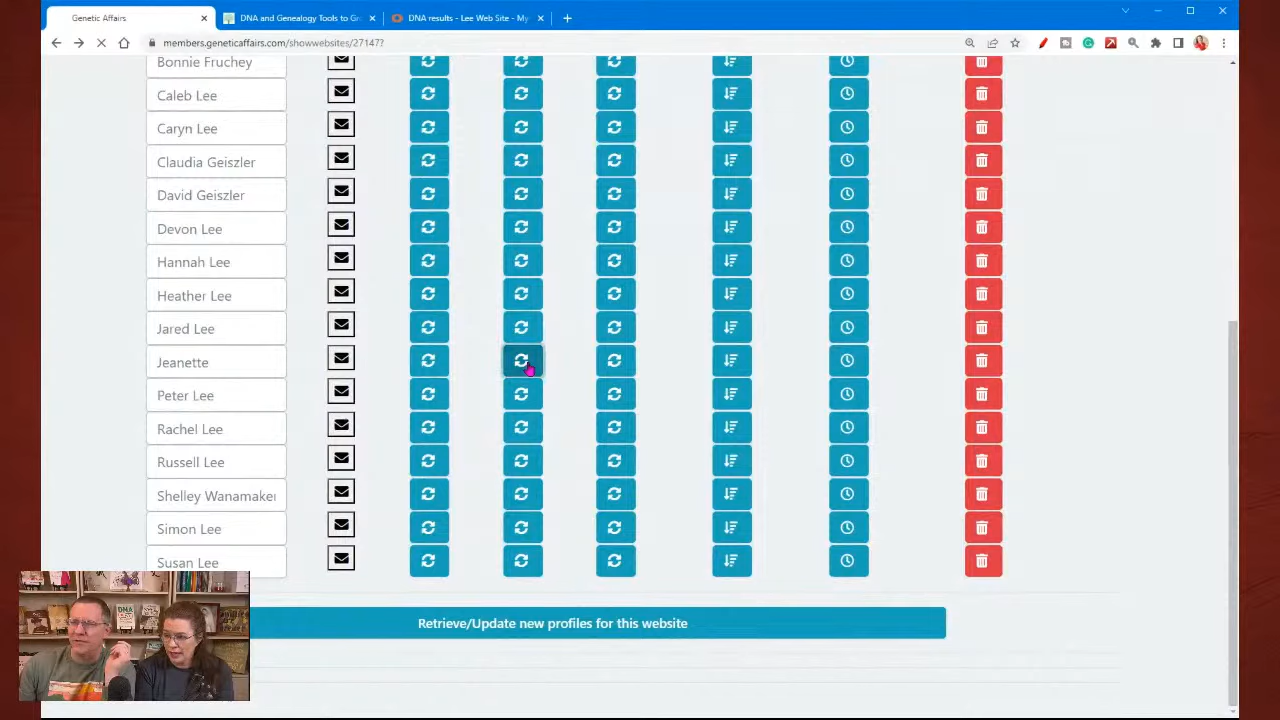 Genetic Affairs
DNA and Genealogy Tools to Gr
DNA results - Lee Web Site - My
members.geneticaffairs.com/showwebsites/27147?
Bonnie Fruchey
Caleb Lee
Caryn Lee
Claudia Geiszler
David Geiszler
Devon Lee
Hannah Lee
Heather Lee
Jared Lee
Jeanette
Peter Lee
Rachel Lee
Russell Lee
Shelley Wanamaker
Simon Lee
Susan Lee
Retrieve/Update new profiles for this website
DNA